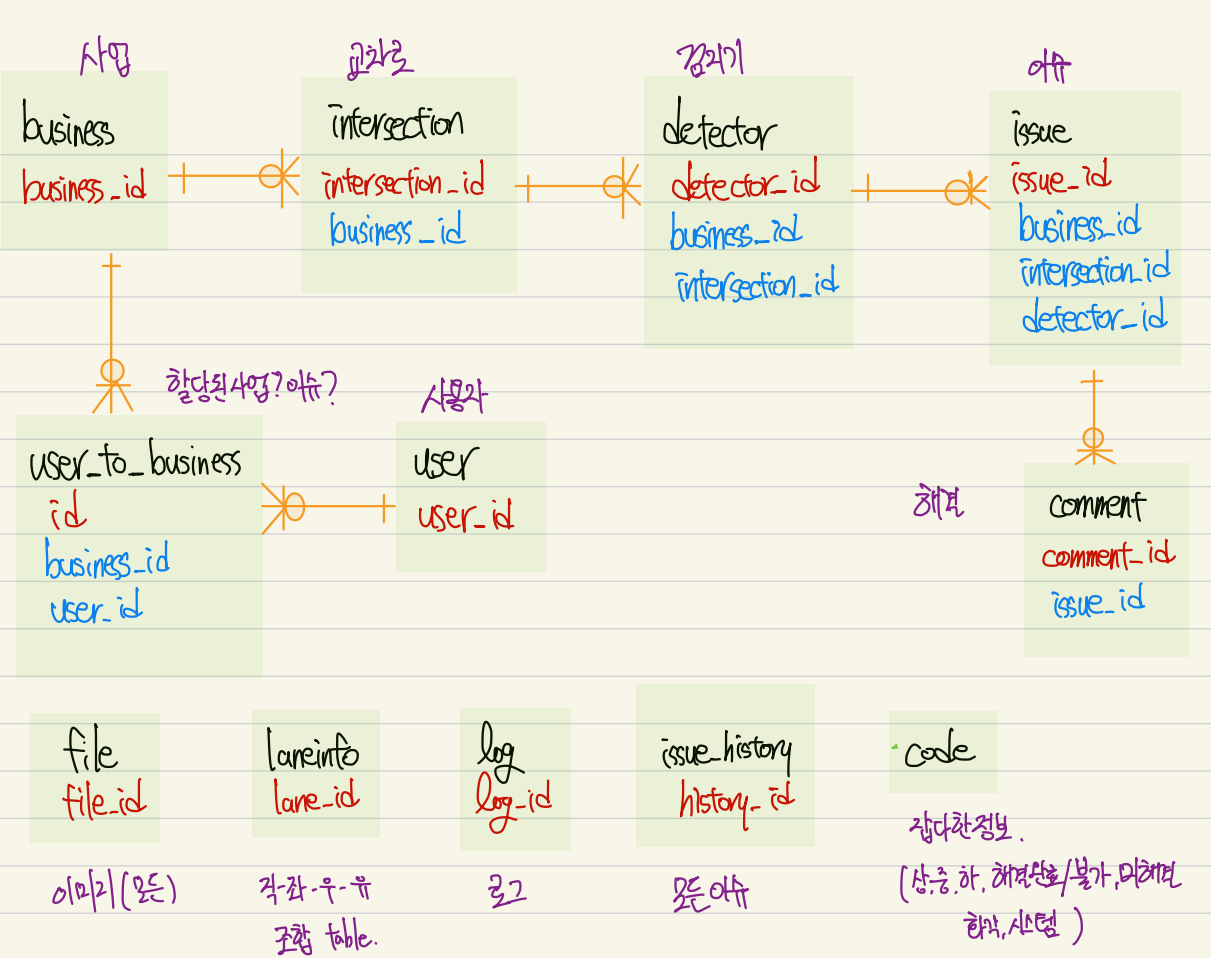 사업
business
business_id
교차로
intersection
intersection_id
business_id
검지기
detector
detector_id
business_id
intersection_id
이슈
issue
issue_id
business_id
intersection_id
detector_id
할당된 사업? 이슈?
user_to_business
id
business_id
user_id
사용자
user
user_id
해결
comment
comment_id
issue_id
file
file_id
이미지 (모든)
laneinfo
lane_id
직-좌-우-유
조합 table.
log
log_id
로그
issue_history
history_id
모든 이슈
code
잡다한 정보.
(상,중,하, 해결완료/불가, 미해결
화각, 시스템 )